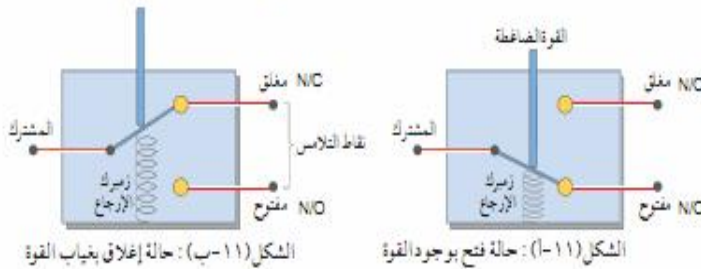 القوة الضاغطة
مغلق N/C
المشترك
زمبرك
الإرجاع
مفتوح N/O
الشكل (١١-أ) : حالة فتح بوجود القوة
مغلق N/C
المشترك
نقاط التلامس
زمبرك
الإرجاع
مفتوح N/O
الشكل (١١-ب) : حالة إغلاق بغياب القوة